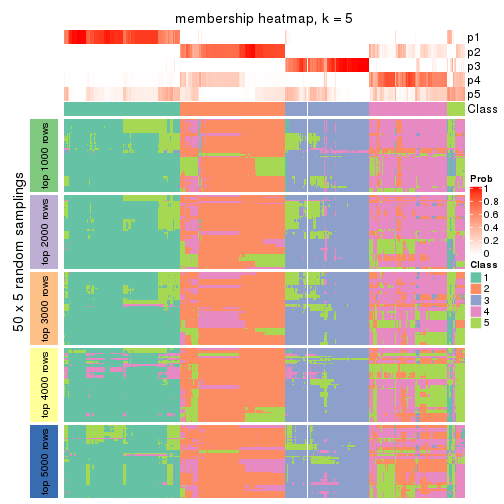 membership heatmap, k = 5
p1
p2
p3
p4
p5
Class
50 x 5 random samplings
top 1000 rows
top 2000 rows
top 3000 rows
top 4000 rows
top 5000 rows
Prob
1
0.8
0.6
0.4
0.2
0
Class
1
2
3
4
5